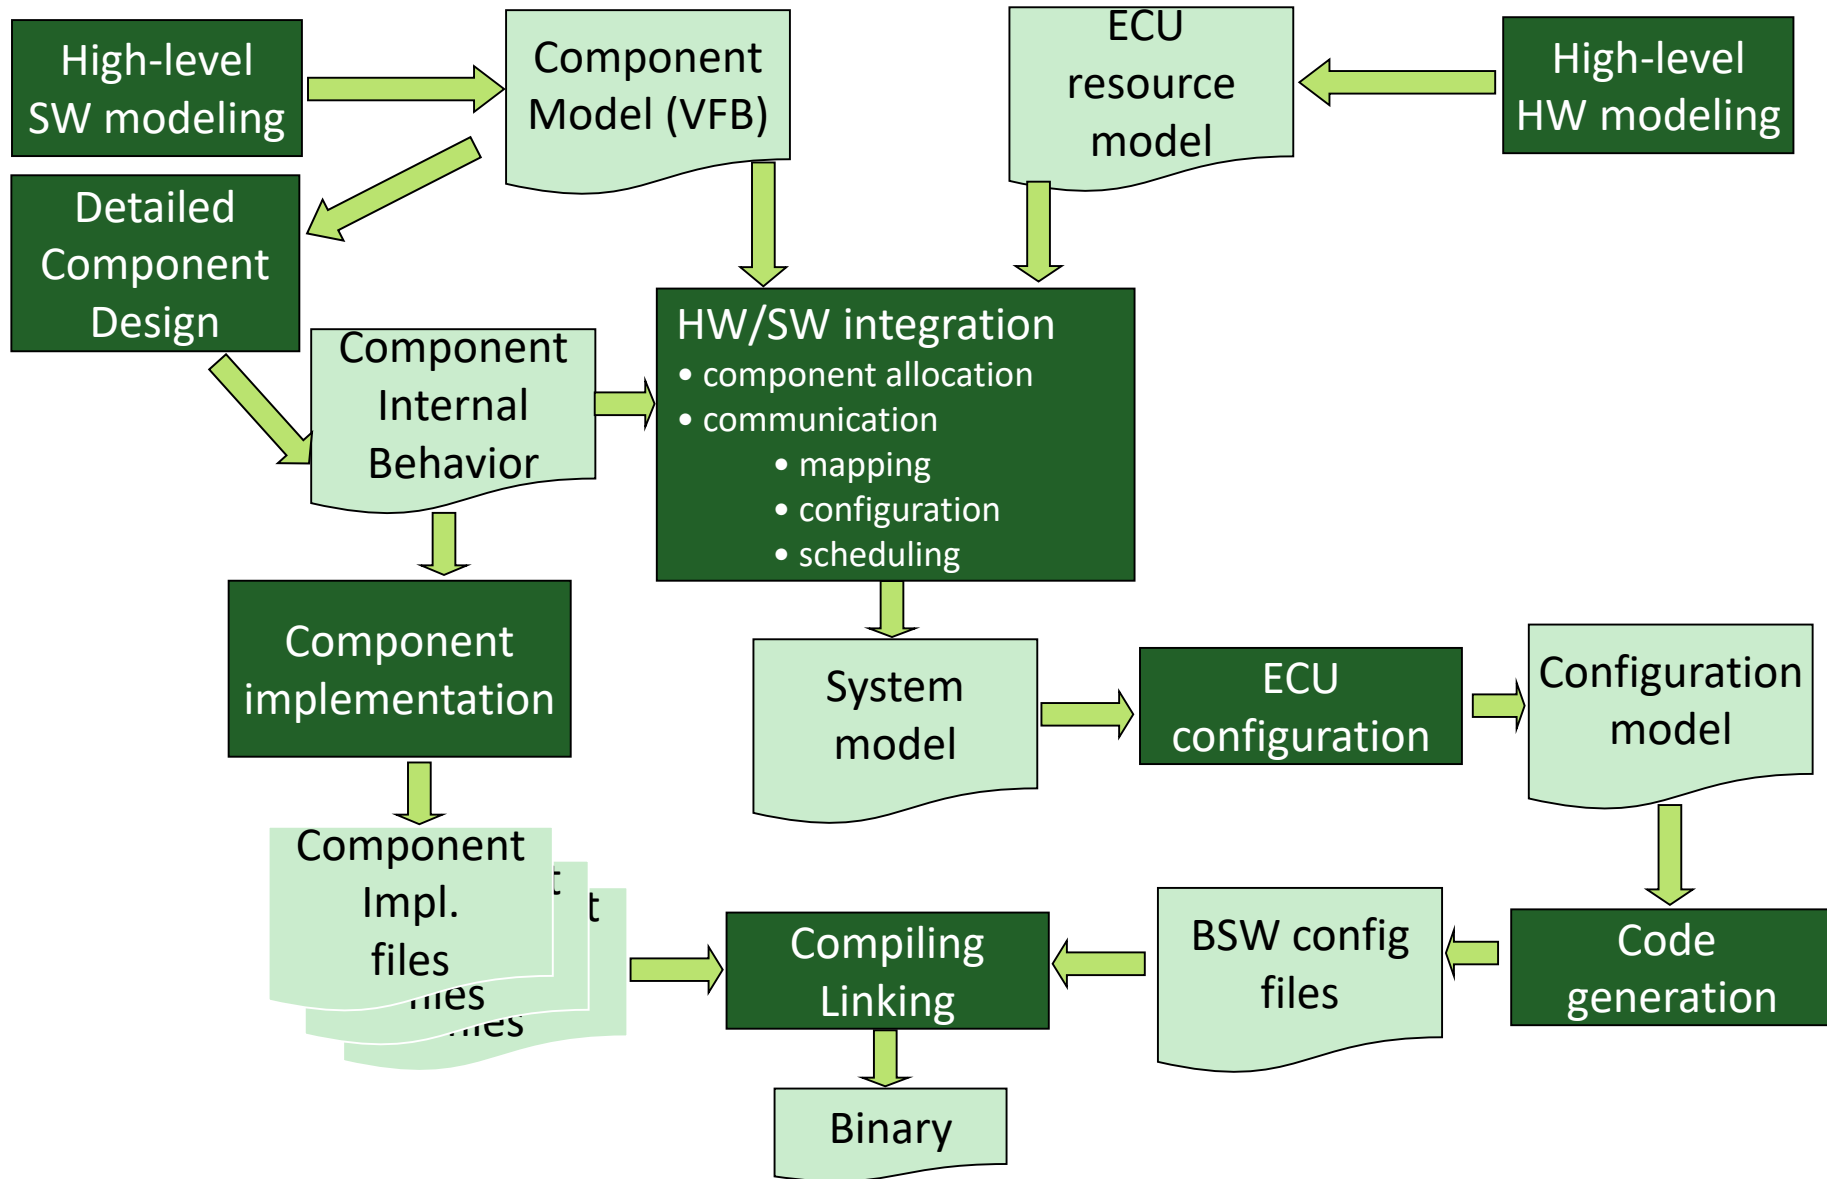 High-level
SW modeling
Component
Model (VFB)
ECU
resource
model
High-level
HW modeling
Detailed
Component
Design
Component
Internal
Behavior
HW/SW integration
• component allocation
• communication
• mapping
• configuration
• scheduling
Component
implementation
System
model
ECU
configuration
Configuration
model
Component
Impl.
files
t
files
t
files
Compiling
Linking
BSW config
files
Code
generation
Binary